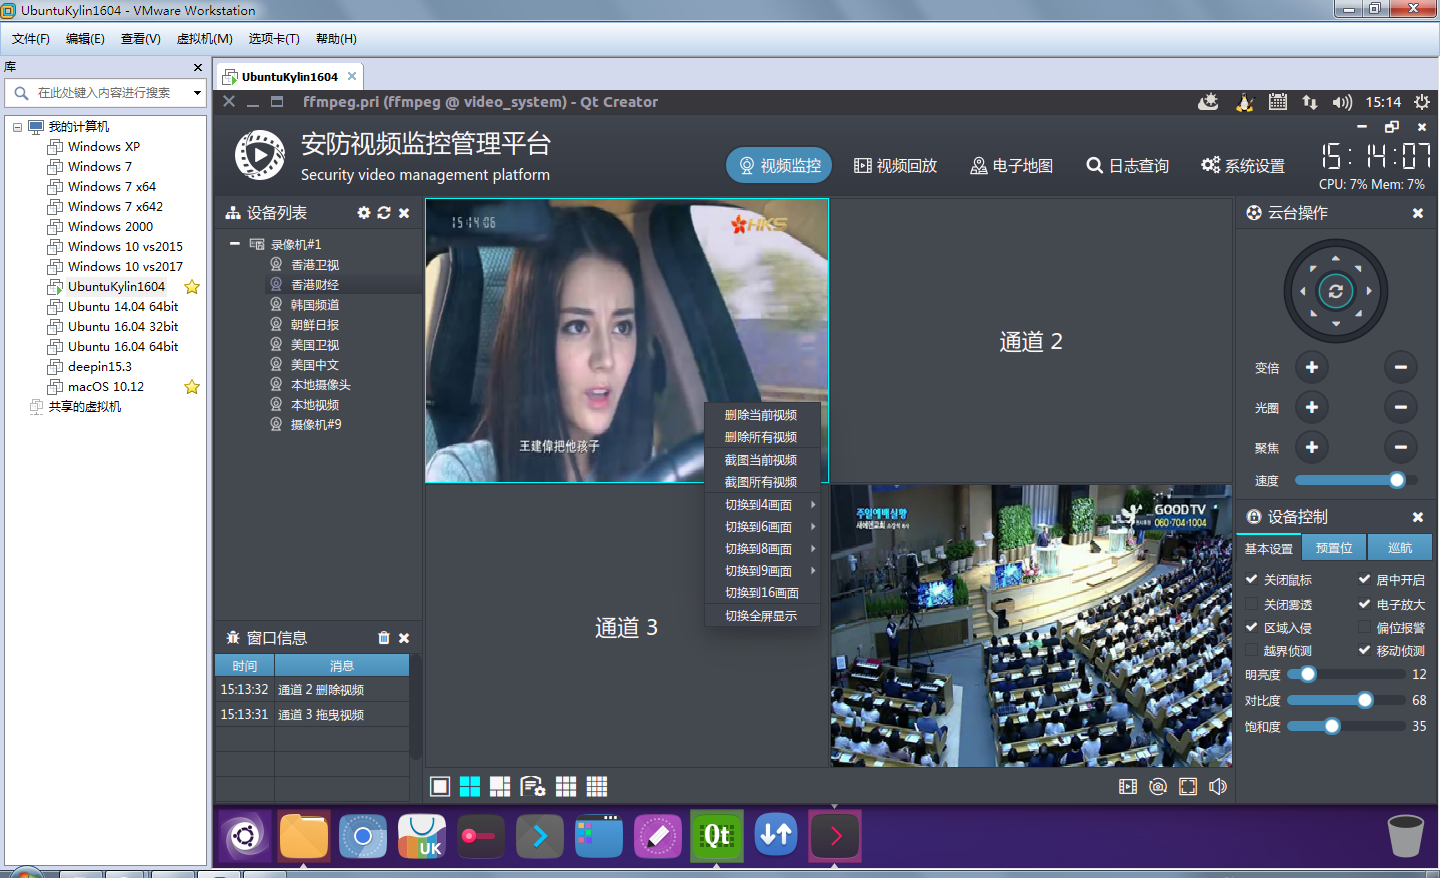 UbuntuKylin1604 - VMware Workstation
文件(F) 编辑(E) 查看(V) 虚拟机(M) 选项卡(T) 帮助(H)
库
在此处键入内容进行搜索
我的计算机
Windows XP
Windows 7
Windows 7 x64
Windows 7 x642
Windows 2000
Windows 10 vs2015
Windows 10 vs2017
UbuntuKylin1604
Ubuntu 14.04 64bit
Ubuntu 16.04 32bit
Ubuntu 16.04 64bit
deepin15.3
macOS 10.12
共享的虚拟机
UbuntuKylin1604
ffmpeg.pri (ffmpeg @ video_system) - Qt Creator
15:14
安防视频监控管理平台
Security video management platform
视频监控
视频回放
电子地图
日志查询
系统设置
15:14:07
CPU: 7% Mem: 7%
设备列表
录像机#1
香港卫视
香港财经
韩国频道
朝鲜日报
美国卫视
美国中文
本地摄像头
本地视频
摄像机#9
窗口信息
时间 消息
15:13:32 通道 2 删除视频
15:13:31 通道 3 拖曳视频
15:14:06
HKS
王建偉把他孩子
通道 2
通道 3
주일예배실황
새에덴교회
GOOD TV
060-704-1004
删除当前视频
删除所有视频
截图当前视频
截图所有视频
切换到4画面
切换到6画面
切换到8画面
切换到9画面
切换到16画面
切换全屏显示
云台操作
变倍
光圈
聚焦
速度
设备控制
基本设置 预置位 巡航
关闭鼠标 居中开启
关闭雾透 电子放大
区域入侵 偏位报警
越界侦测 移动侦测
明亮度 12
对比度 68
饱和度 35
UK
Qt